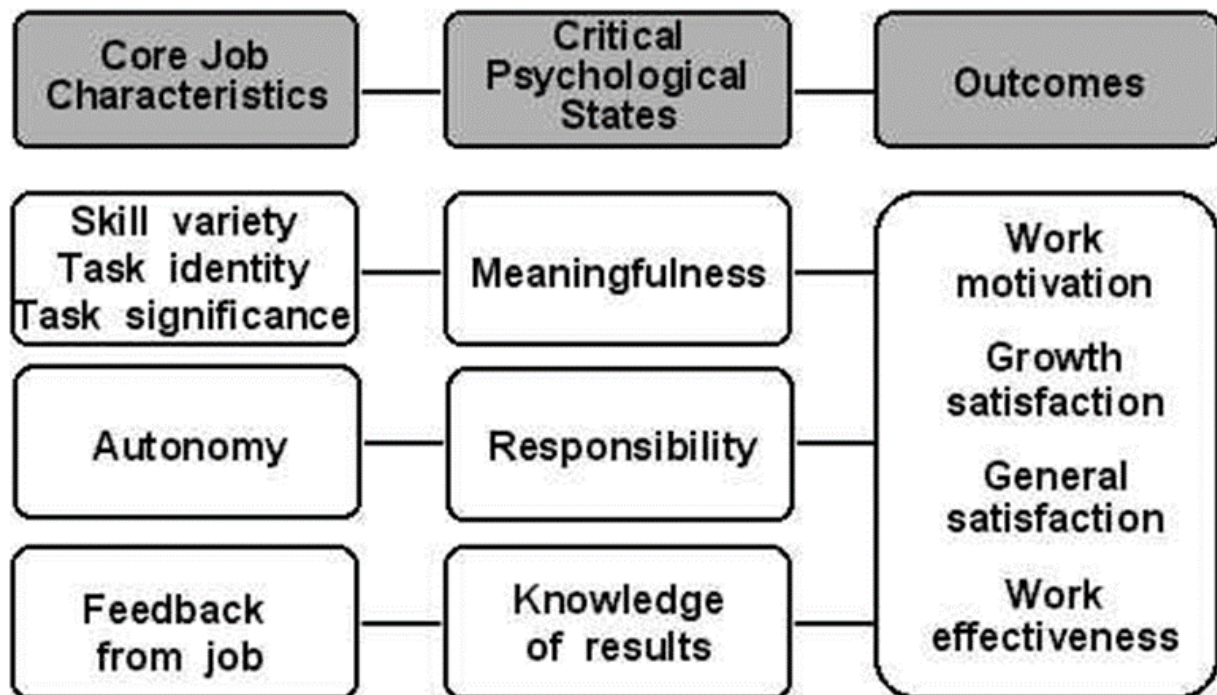 Core Job
Characteristics
Critical
Psychological
States
Outcomes
Skill variety
Task identity
Task significance
Meaningfulness
Autonomy
Responsibility
Feedback
from job
Knowledge
of results
Work
motivation
Growth
satisfaction
General
satisfaction
Work
effectiveness